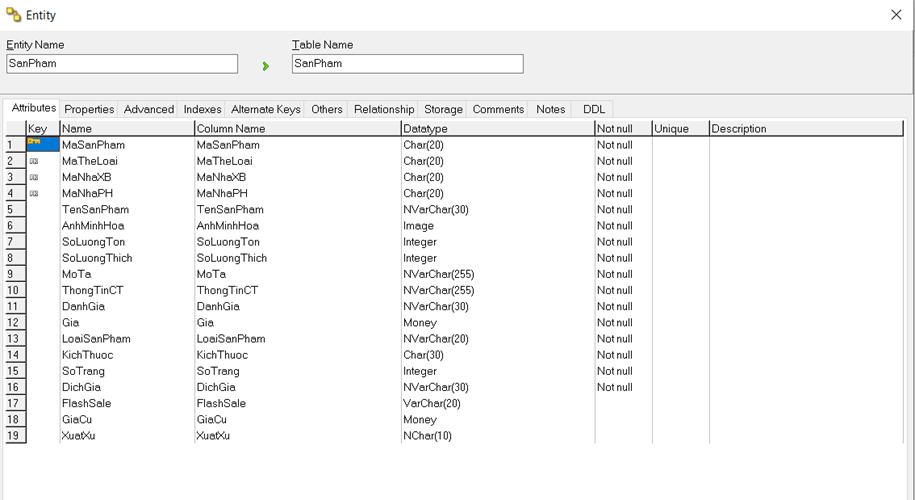 Entity
Entity Name Table Name
SanPham SanPham
Attributes Properties Advanced Indexes Alternate Keys Others Relationship Storage Comments Notes DDL
Key Name Column Name Datatype Not null Unique Description
1 MaSanPham MaSanPham Char(20) Not null
2 MaTheLoai MaTheLoai Char(20) Not null
3 MaNhaXB MaNhaXB Char(20) Not null
4 MaNhaPH MaNhaPH Char(20) Not null
5 TenSanPham TenSanPham NVarChar(30) Not null
6 AnhMinhHoa AnhMinhHoa Image Not null
7 SoLuongTon SoLuongTon Integer Not null
8 SoLuongThich SoLuongThich Integer Not null
9 MoTa MoTa NVarChar(255) Not null
10 ThongTinCT ThongTinCT NVarChar(255) Not null
11 DanhGia DanhGia NVarChar(30) Not null
12 Gia Gia Money Not null
13 LoaiSanPham LoaiSanPham NVarChar(20) Not null
14 KichThuoc KichThuoc Char(30) Not null
15 SoTrang SoTrang Integer Not null
16 DichGia DichGia NVarChar(30) Not null
17 FlashSale FlashSale VarChar(20)
18 GiaCu GiaCu Money
19 XuatXu XuatXu NChar(10)